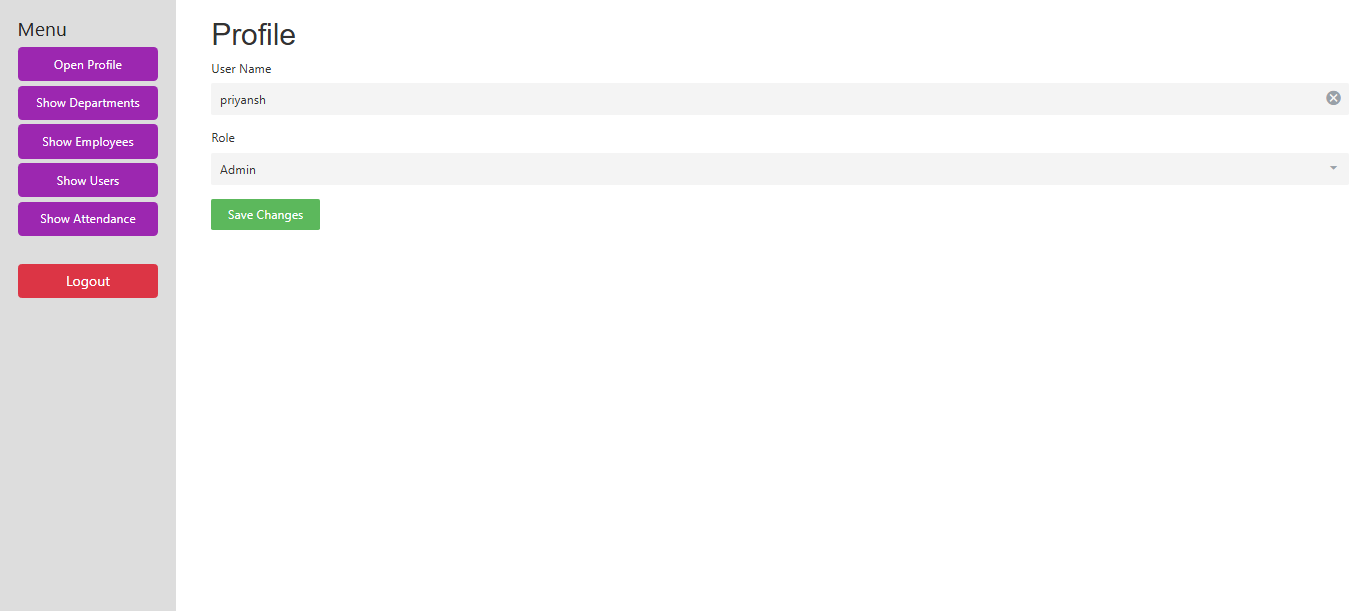 Menu
Open Profile
Show Departments
Show Employees
Show Users
Show Attendance
Logout
Profile
User Name
priyansh
Role
Admin
Save Changes